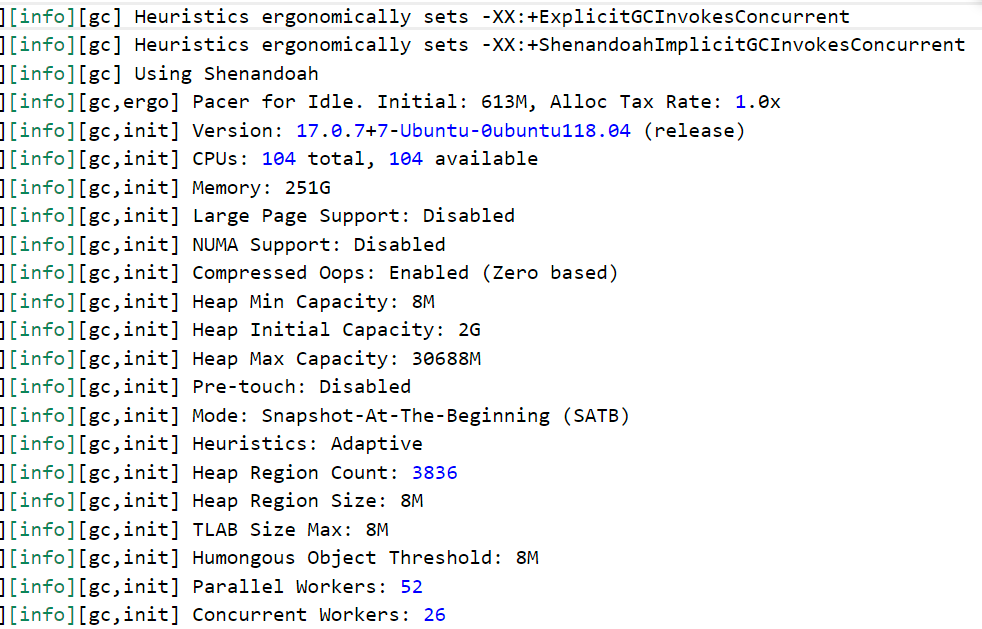 ][info][gc] Heuristics ergonomically sets -XX:+ExplicitGCInvokesConcurrent
][info][gc] Heuristics ergonomically sets -XX:+ShenandoahImplicitGCInvokesConcurrent
][info][gc] Using Shenandoah
][info][gc,ergo] Pacer for Idle. Initial: 613M, Alloc Tax Rate: 1.0x
][info][gc,init] Version: 17.0.7+7-Ubuntu-0ubuntu118.04 (release)
][info][gc,init] CPUs: 104 total, 104 available
][info][gc,init] Memory: 251G
][info][gc,init] Large Page Support: Disabled
][info][gc,init] NUMA Support: Disabled
][info][gc,init] Compressed Oops: Enabled (Zero based)
][info][gc,init] Heap Min Capacity: 8M
][info][gc,init] Heap Initial Capacity: 2G
][info][gc,init] Heap Max Capacity: 30688M
][info][gc,init] Pre-touch: Disabled
][info][gc,init] Mode: Snapshot-At-The-Beginning (SATB)
][info][gc,init] Heuristics: Adaptive
][info][gc,init] Heap Region Count: 3836
][info][gc,init] Heap Region Size: 8M
][info][gc,init] TLAB Size Max: 8M
][info][gc,init] Humongous Object Threshold: 8M
][info][gc,init] Parallel Workers: 52
][info][gc,init] Concurrent Workers: 26